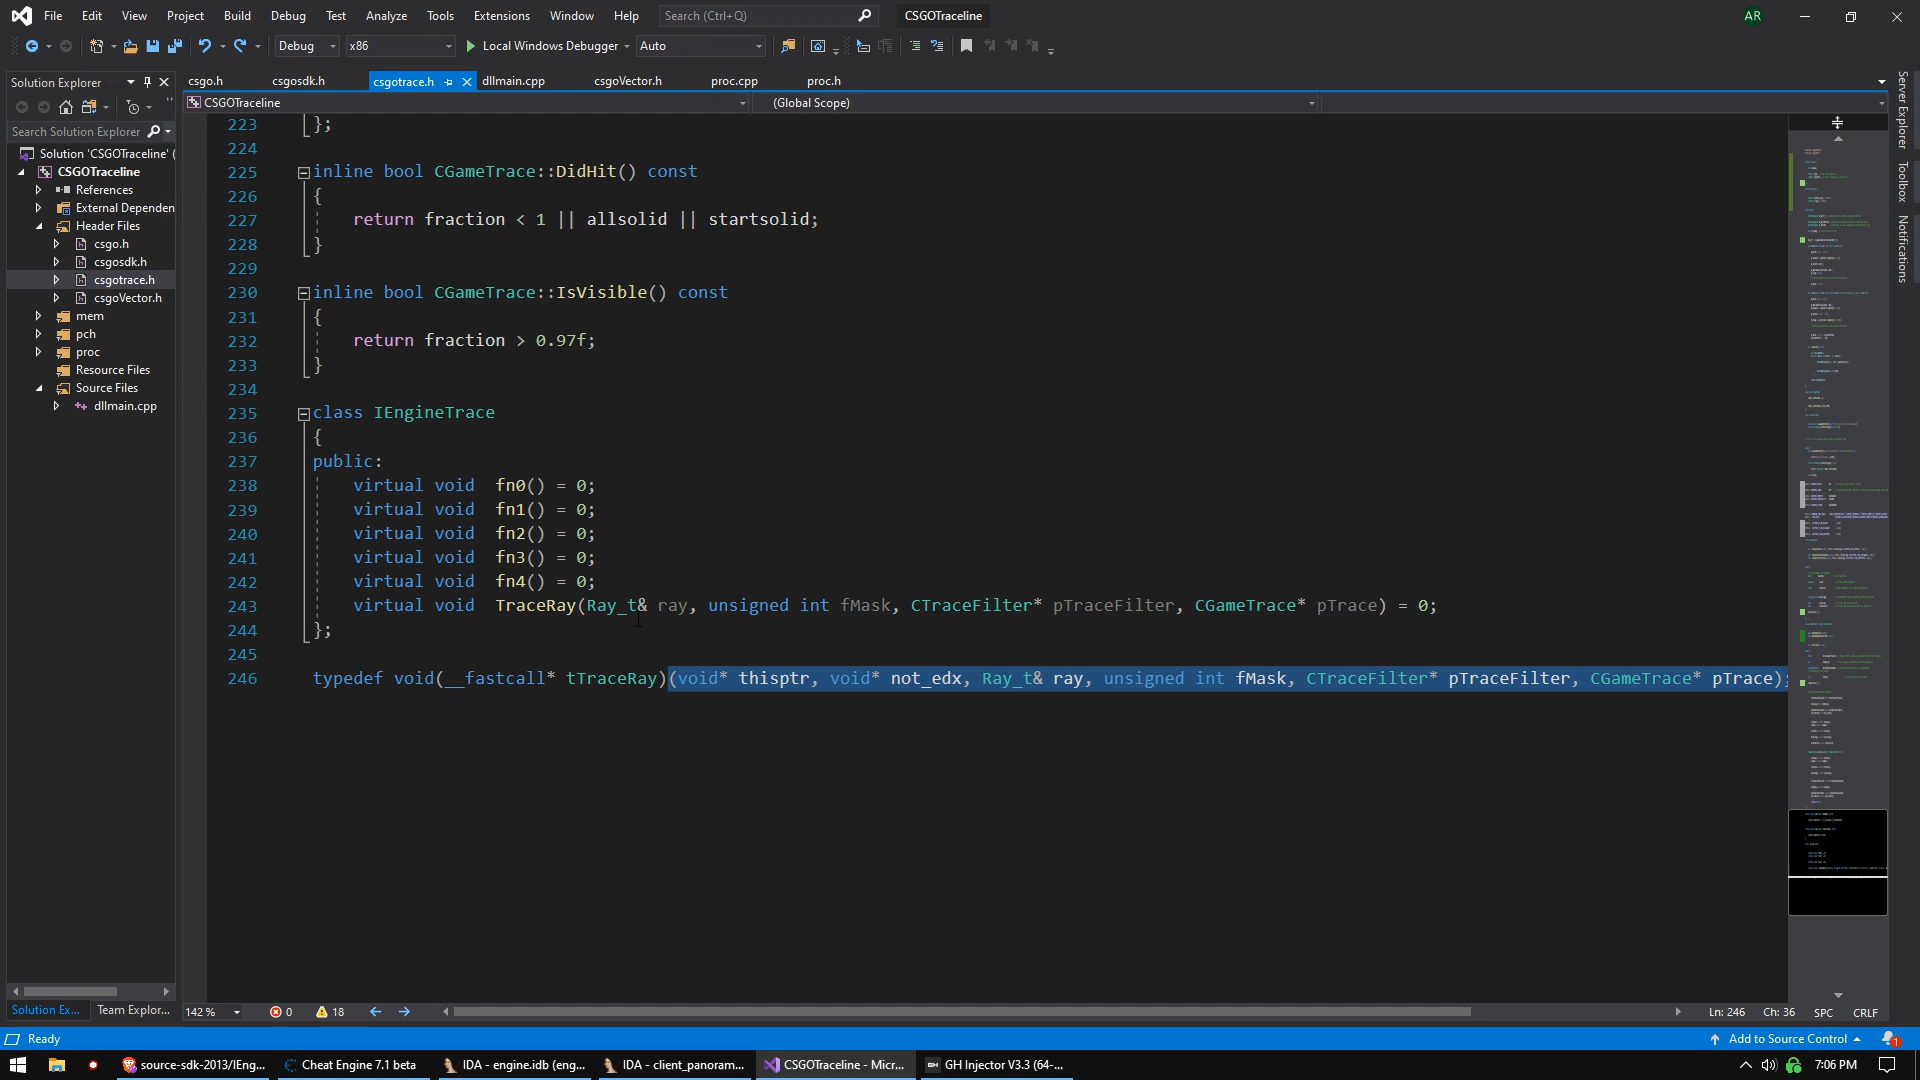 File Edit View Project Build Debug Test Analyze Tools Extensions Window Help Search (Ctrl+Q) CSGOTraceline AR
Debug x86 Local Windows Debugger Auto
Solution Explorer
csgo.h csgosdk.h csgotrace.h dllmain.cpp csgoVector.h proc.cpp proc.h
CSGOTraceline (Global Scope)
Search Solution Explorer
Solution 'CSGOTraceline' (
CSGOTraceline
References
External Dependen
Header Files
csgo.h
csgosdk.h
csgotrace.h
csgoVector.h
mem
pch
proc
Resource Files
Source Files
dllmain.cpp
223 };
224
225 inline bool CGameTrace::DidHit() const
226 {
227 return fraction < 1 || allsolid || startsolid;
228 }
229
230 inline bool CGameTrace::IsVisible() const
231 {
232 return fraction > 0.97f;
233 }
234
235 class IEngineTrace
236 {
237 public:
238 virtual void fn0() = 0;
239 virtual void fn1() = 0;
240 virtual void fn2() = 0;
241 virtual void fn3() = 0;
242 virtual void fn4() = 0;
243 virtual void TraceRay(Ray_t& ray, unsigned int fMask, CTraceFilter* pTraceFilter, CGameTrace* pTrace) = 0;
244 };
245
246 typedef void(__fastcall* tTraceRay)(void* thisptr, void* not_edx, Ray_t& ray, unsigned int fMask, CTraceFilter* pTraceFilter, CGameTrace* pTrace);
Server Explorer
Toolbox
Notifications
Solution Ex... Team Explor... 142 % 0 18 Ln: 246 Ch: 36 SPC CRLF
Ready Add to Source Control 1
source-sdk-2013/IEng... Cheat Engine 7.1 beta IDA - engine.idb (eng... IDA - client_panoram... CSGOTraceline - Micr... GH Injector V3.3 (64-... 7:06 PM